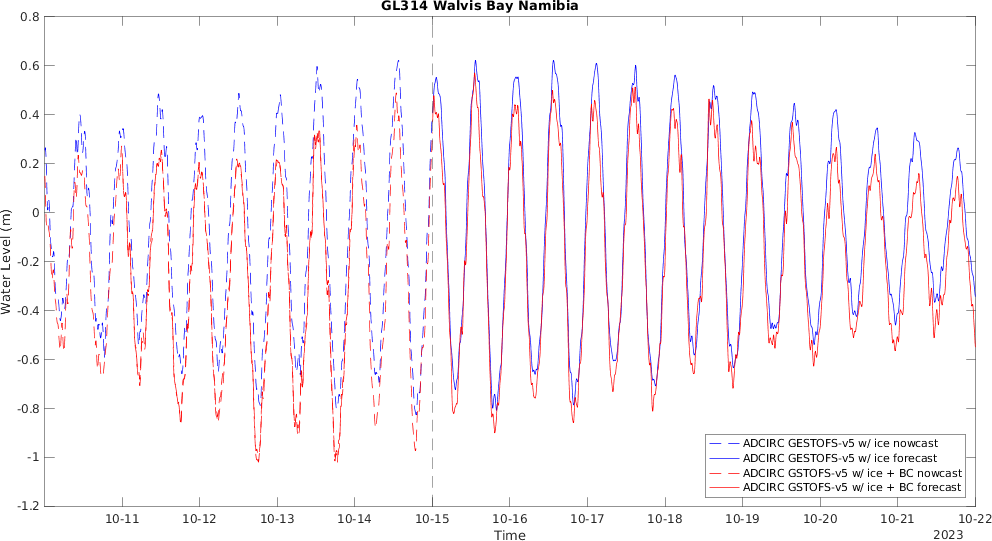 GL314 Walvis Bay Namibia
0.8
0.6
0.4
0.2
0
-0.2
-0.4
-0.6
-0.8
-1
-1.2
Water Level (m)
ADCIRC GESTOFS-v5 w/ ice nowcast
ADCIRC GESTOFS-v5 w/ ice forecast
ADCIRC GSTOFS-v5 w/ ice + BC nowcast
ADCIRC GSTOFS-v5 w/ ice + BC forecast
10-11 10-12 10-13 10-14 10-15 10-16 10-17 10-18 10-19 10-20 10-21 10-22
Time
2023